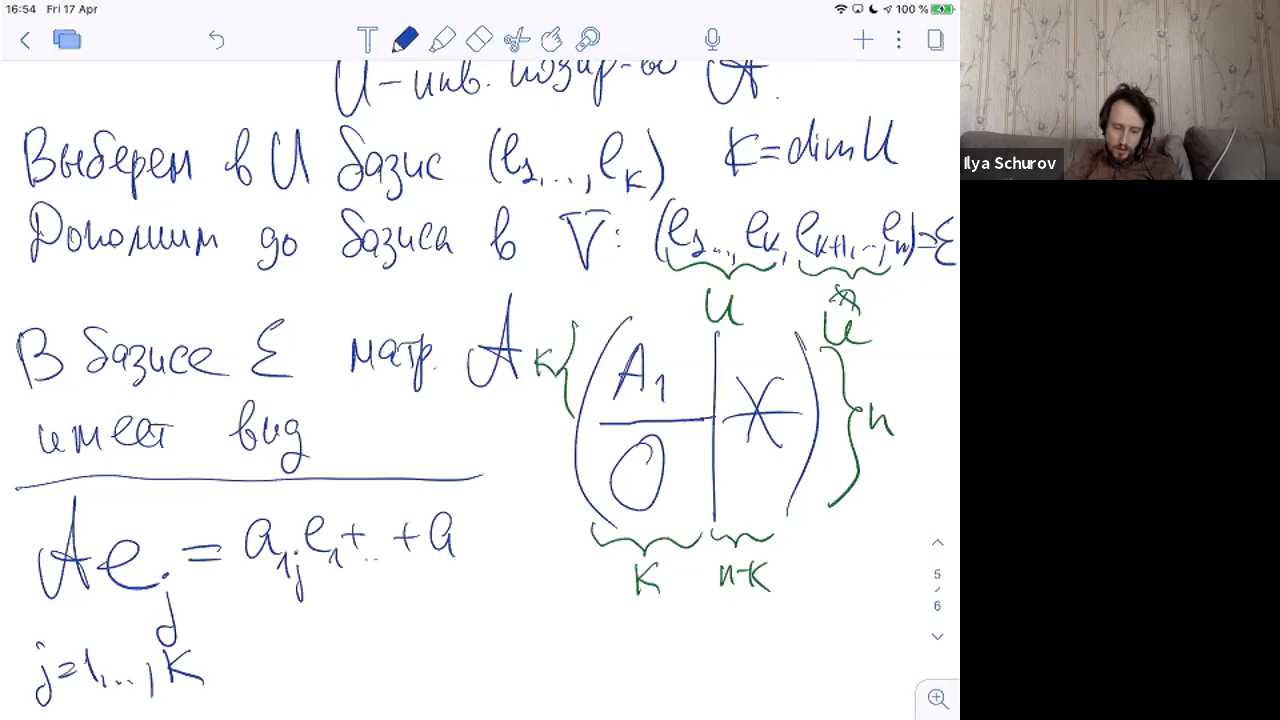 16:54 Fri 17 Apr
100 %
U - инв. подпр-во A.
Выберем в U базис (e₁,..., eₖ) K = dim U
Дополним до базиса в V: (e₁..., eₖ, eₖ₊₁,..., eₙ) = ℰ
U
U
В базисе ℰ матр. A
имеет вид
K
A₁ | *
O
n
K n-K
Aeⱼ = a₁ⱼe₁ + .. + a
j = 1,..., K
Ilya Schurov
5
/
6